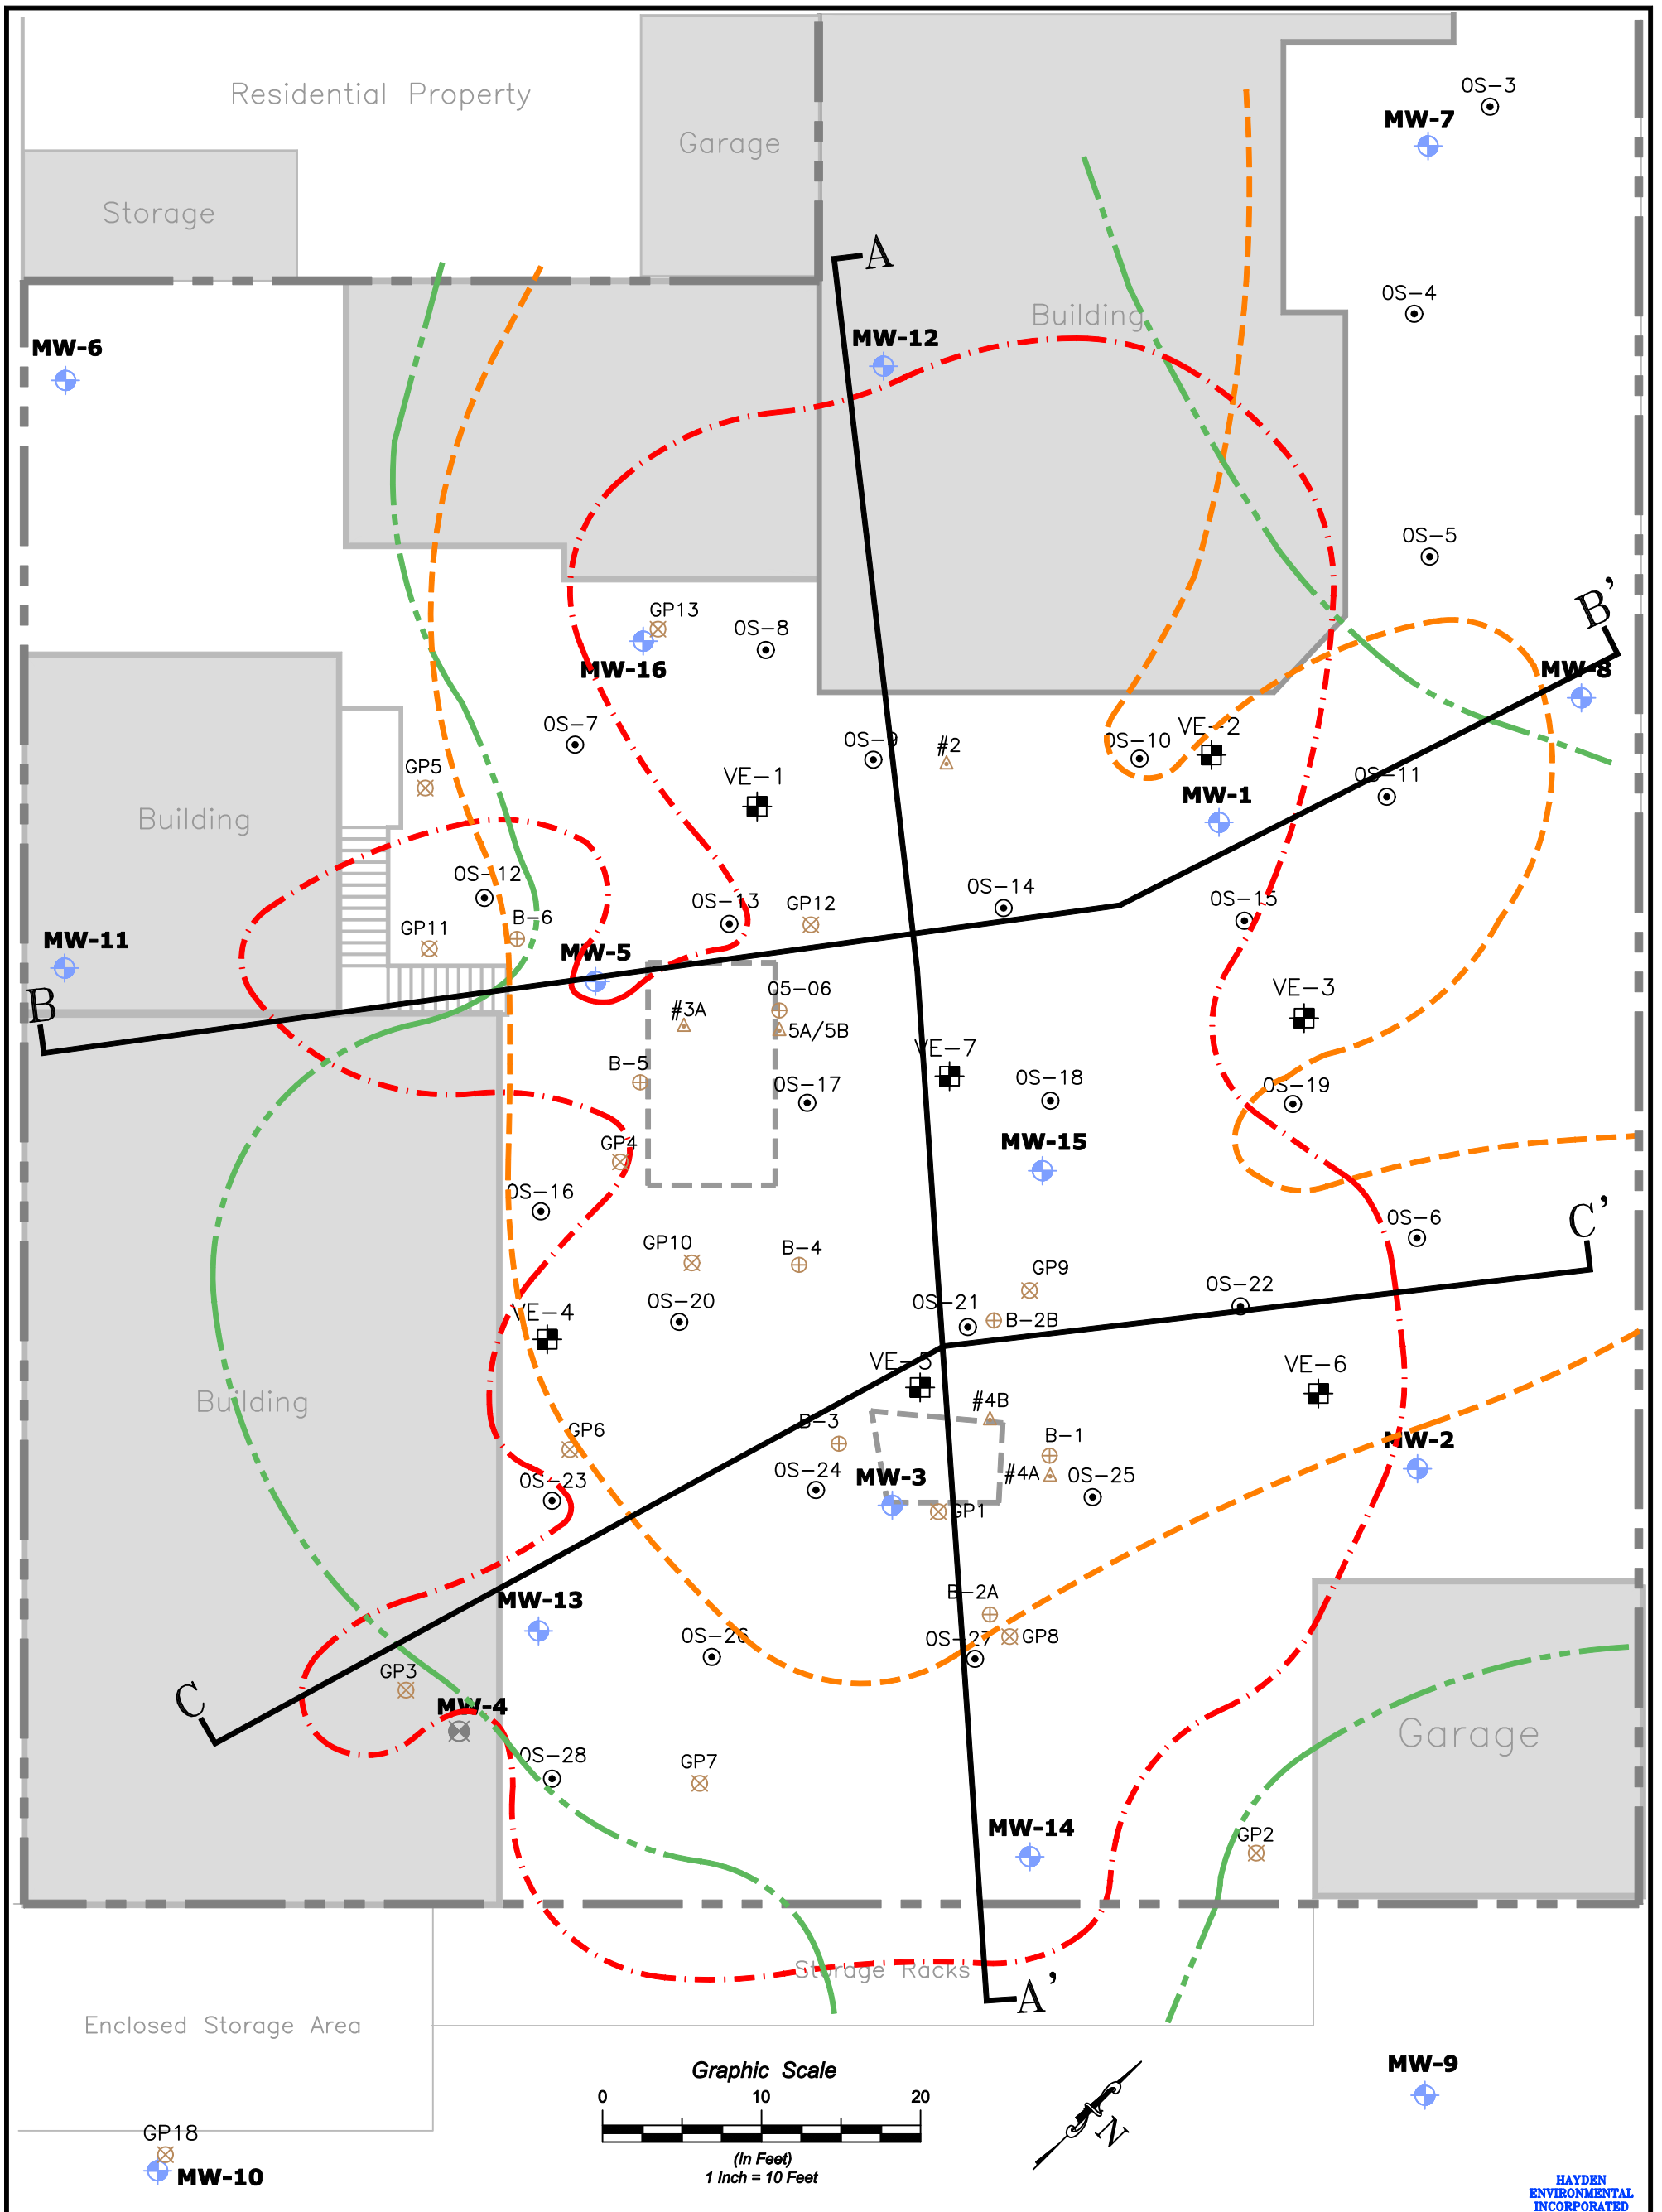 OS-3
Residential Property
MW-7
Garage
Storage
A
OS-4
Building
MW-12
MW-6
OS-5
B'
GP13
OS-8
MW-16
MW-8
OS-7
VE-2
OS-9
#2
OS-10
GP5
VE-1
OS-11
MW-1
Building
OS-12
OS-14
OS-13
GP12
OS-15
B-6
GP11
MW-11
MW-5
VE-3
05-06
B
#3A
5A/5B
VE-7
B-5
OS-18
OS-17
OS-19
GP4
MW-15
OS-16
C'
OS-6
GP10
B-4
GP9
OS-22
OS-20
OS-21
VE-4
B-2B
VE-5
VE-6
Building
#4B
B-3
GP6
B-1
MW-2
OS-24
#4A
OS-25
MW-3
OS-23
GP1
B-2A
MW-13
OS-26
OS-27
GP8
GP3
C
MW-4
Garage
OS-28
GP7
MW-14
GP2
Storage Racks
A'
Enclosed Storage Area
MW-9
Graphic Scale
0 10 20
N
GP18
(In Feet)
MW-10
1 Inch = 10 Feet
HAYDEN
ENVIRONMENTAL
INCORPORATED